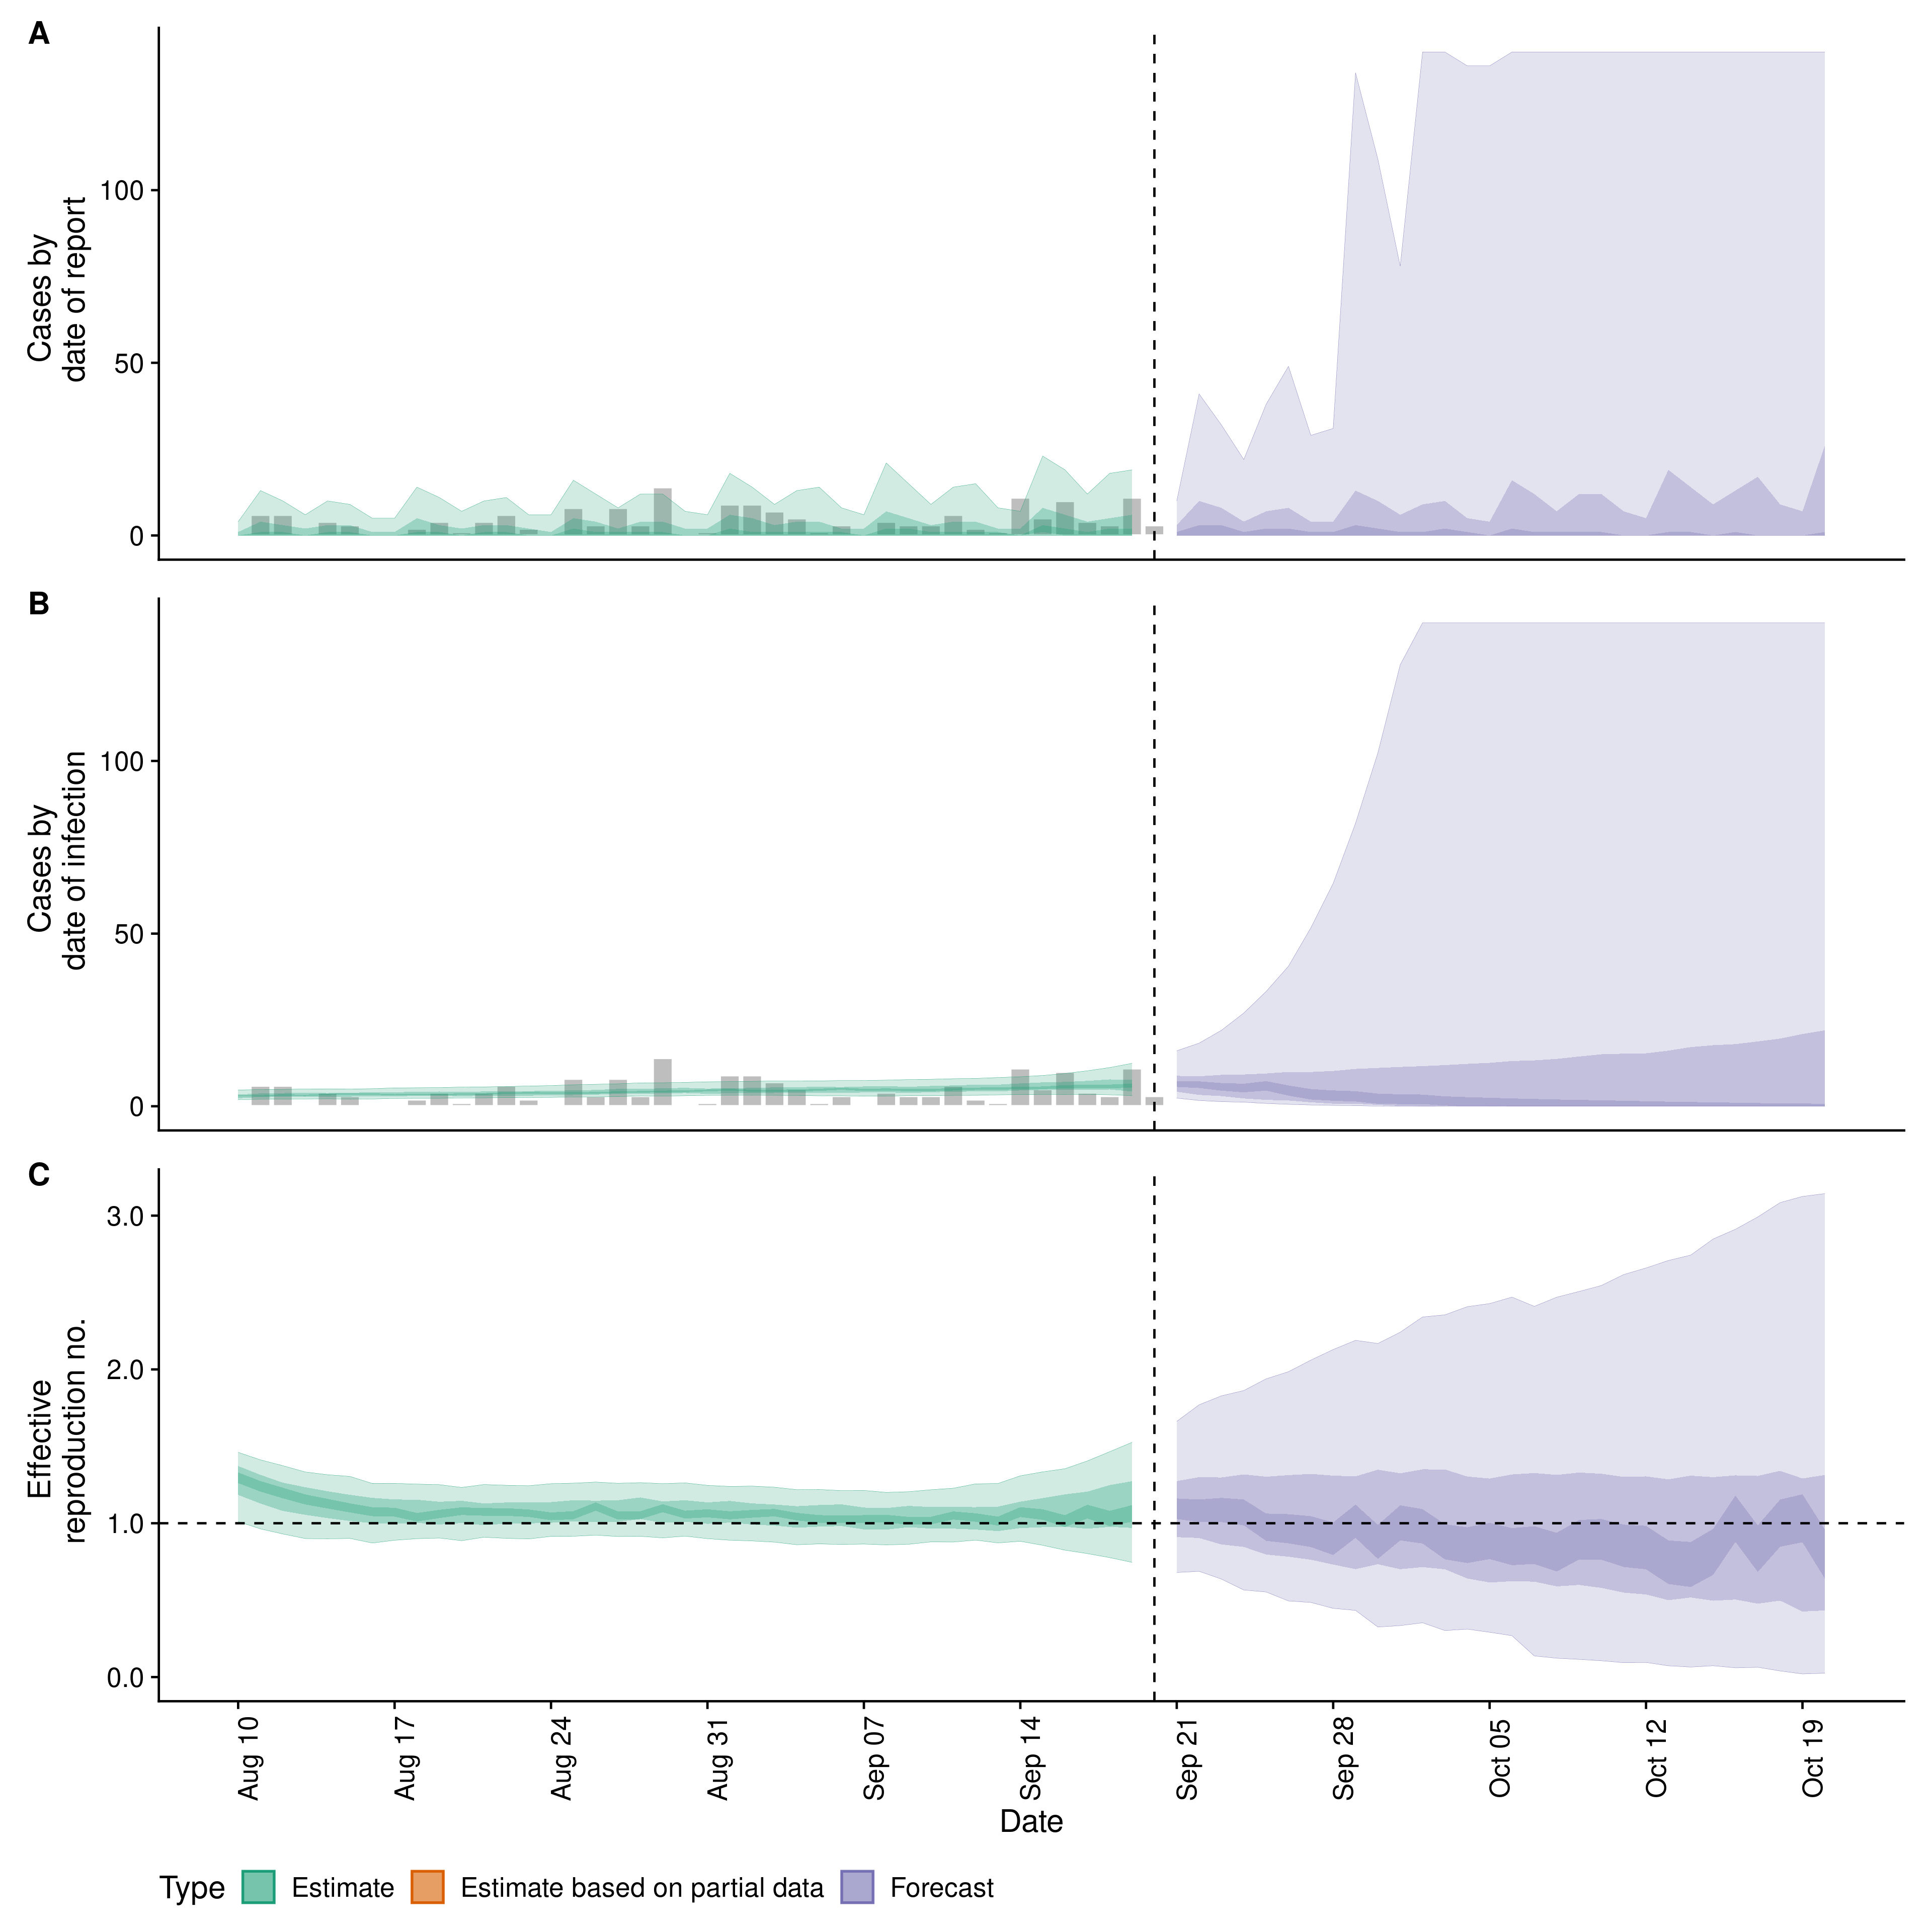 A
Cases by
date of report
100
50
0
B
Cases by
date of infection
100
50
0
C
Effective
reproduction no.
3.0
2.0
1.0
0.0
Aug 10
Aug 17
Aug 24
Aug 31
Sep 07
Sep 14
Sep 21
Sep 28
Oct 05
Oct 12
Oct 19
Date
Type Estimate Estimate based on partial data Forecast